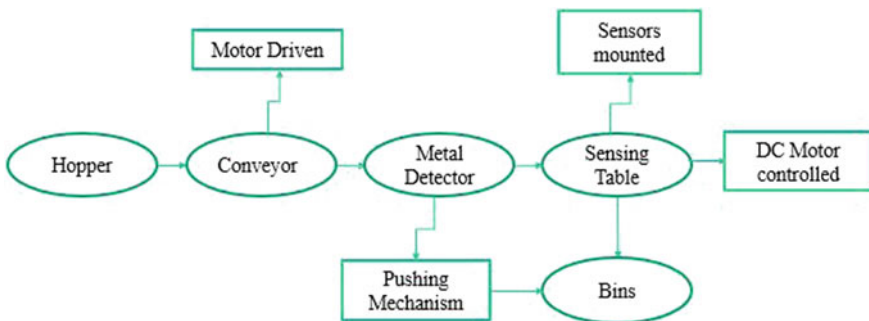 Motor Driven
Sensors
mounted
Hopper
Conveyor
Metal
Detector
Sensing
Table
DC Motor
controlled
Pushing
Mechanism
Bins